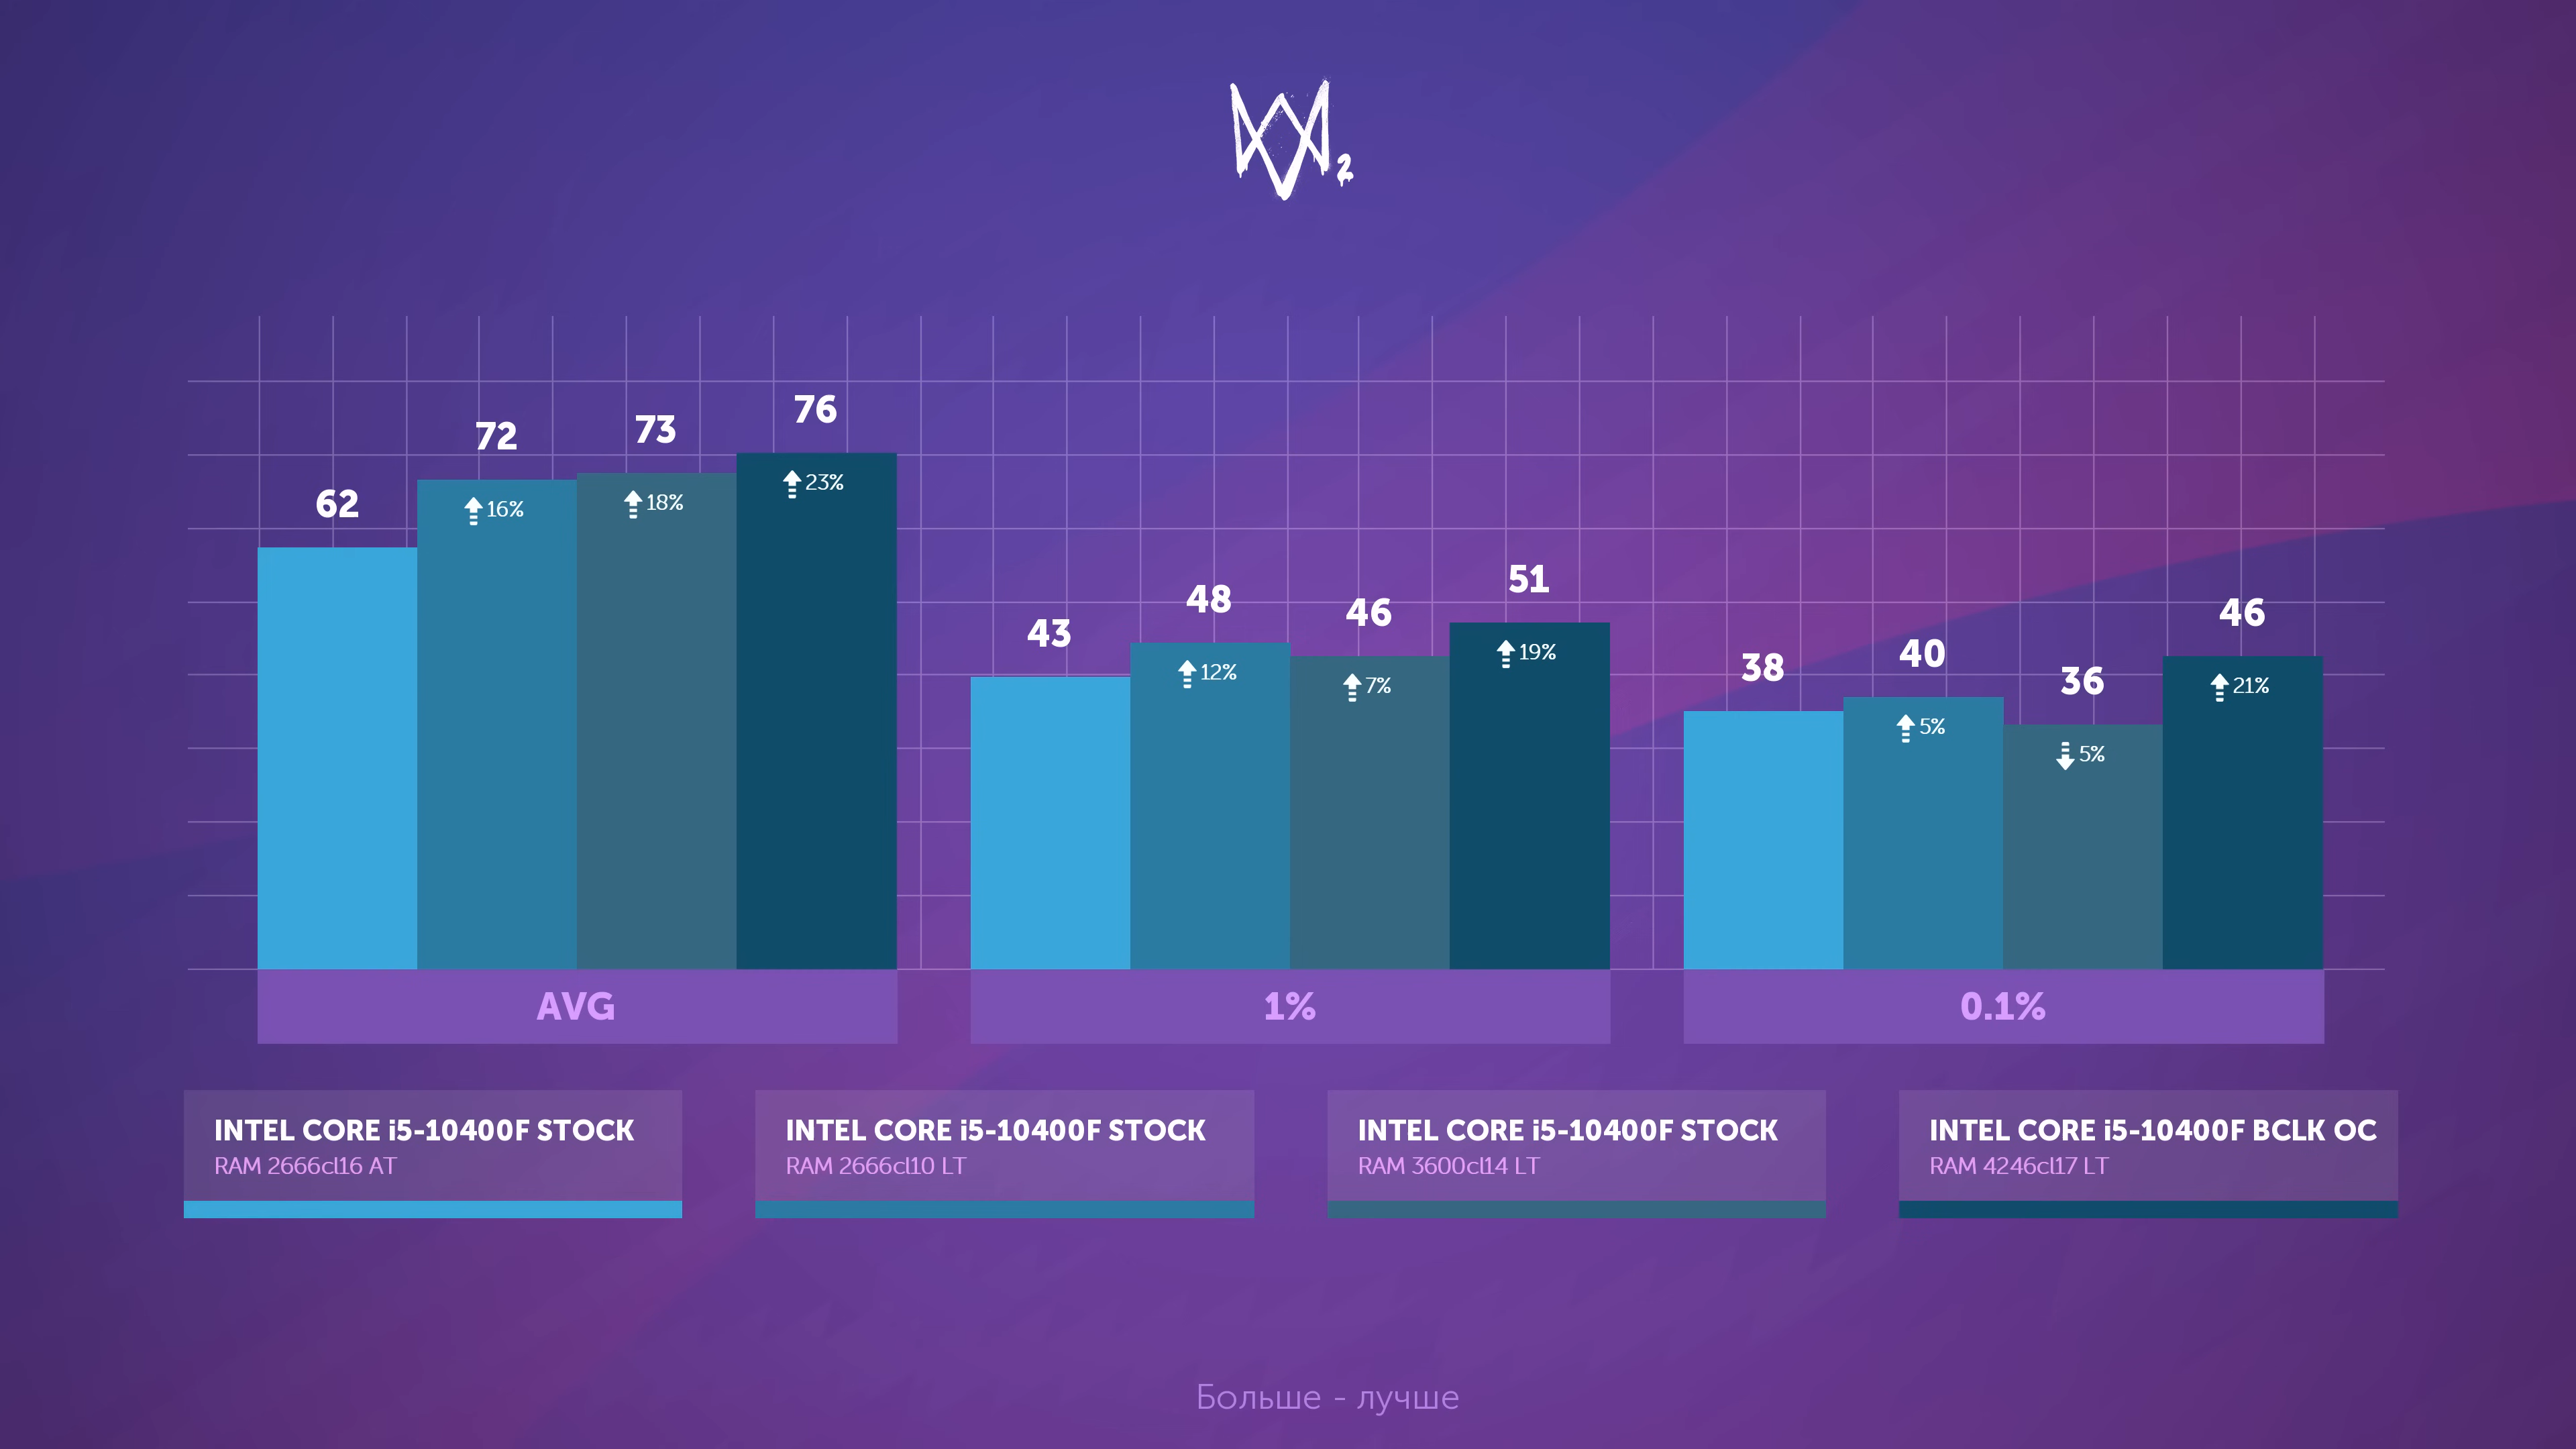 2
62
72
73
76
16%
18%
23%
43
48
46
51
12%
7%
19%
38
40
36
46
5%
5%
21%
AVG
1%
0.1%
INTEL CORE i5-10400F STOCK
RAM 2666cl16 AT
INTEL CORE i5-10400F STOCK
RAM 2666cl10 LT
INTEL CORE i5-10400F STOCK
RAM 3600cl14 LT
INTEL CORE i5-10400F BCLK OC
RAM 4246cl17 LT
Больше - лучше